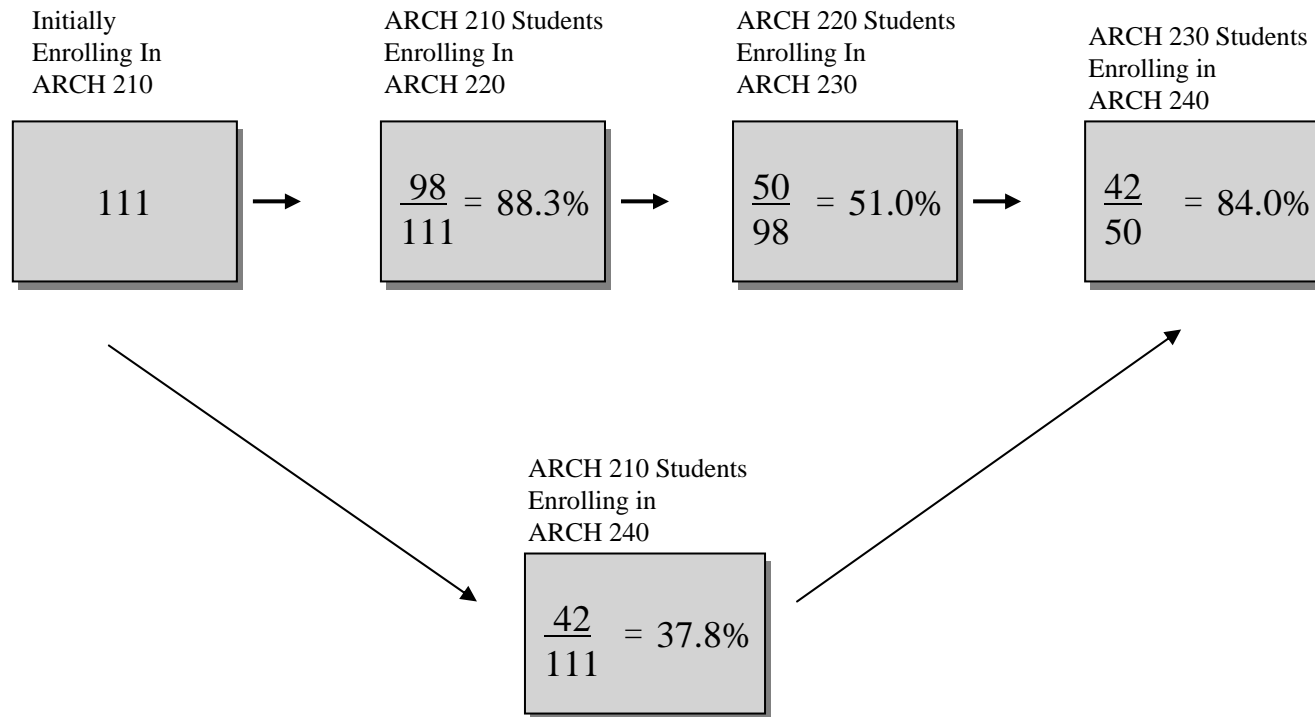 Initially
Enrolling In
ARCH 210
111
ARCH 210 Students
Enrolling In
ARCH 220
98
111
= 88.3%
ARCH 220 Students
Enrolling In
ARCH 230
50
98
= 51.0%
ARCH 230 Students
Enrolling in
ARCH 240
42
50
= 84.0%
ARCH 210 Students
Enrolling in
ARCH 240
42
111
= 37.8%